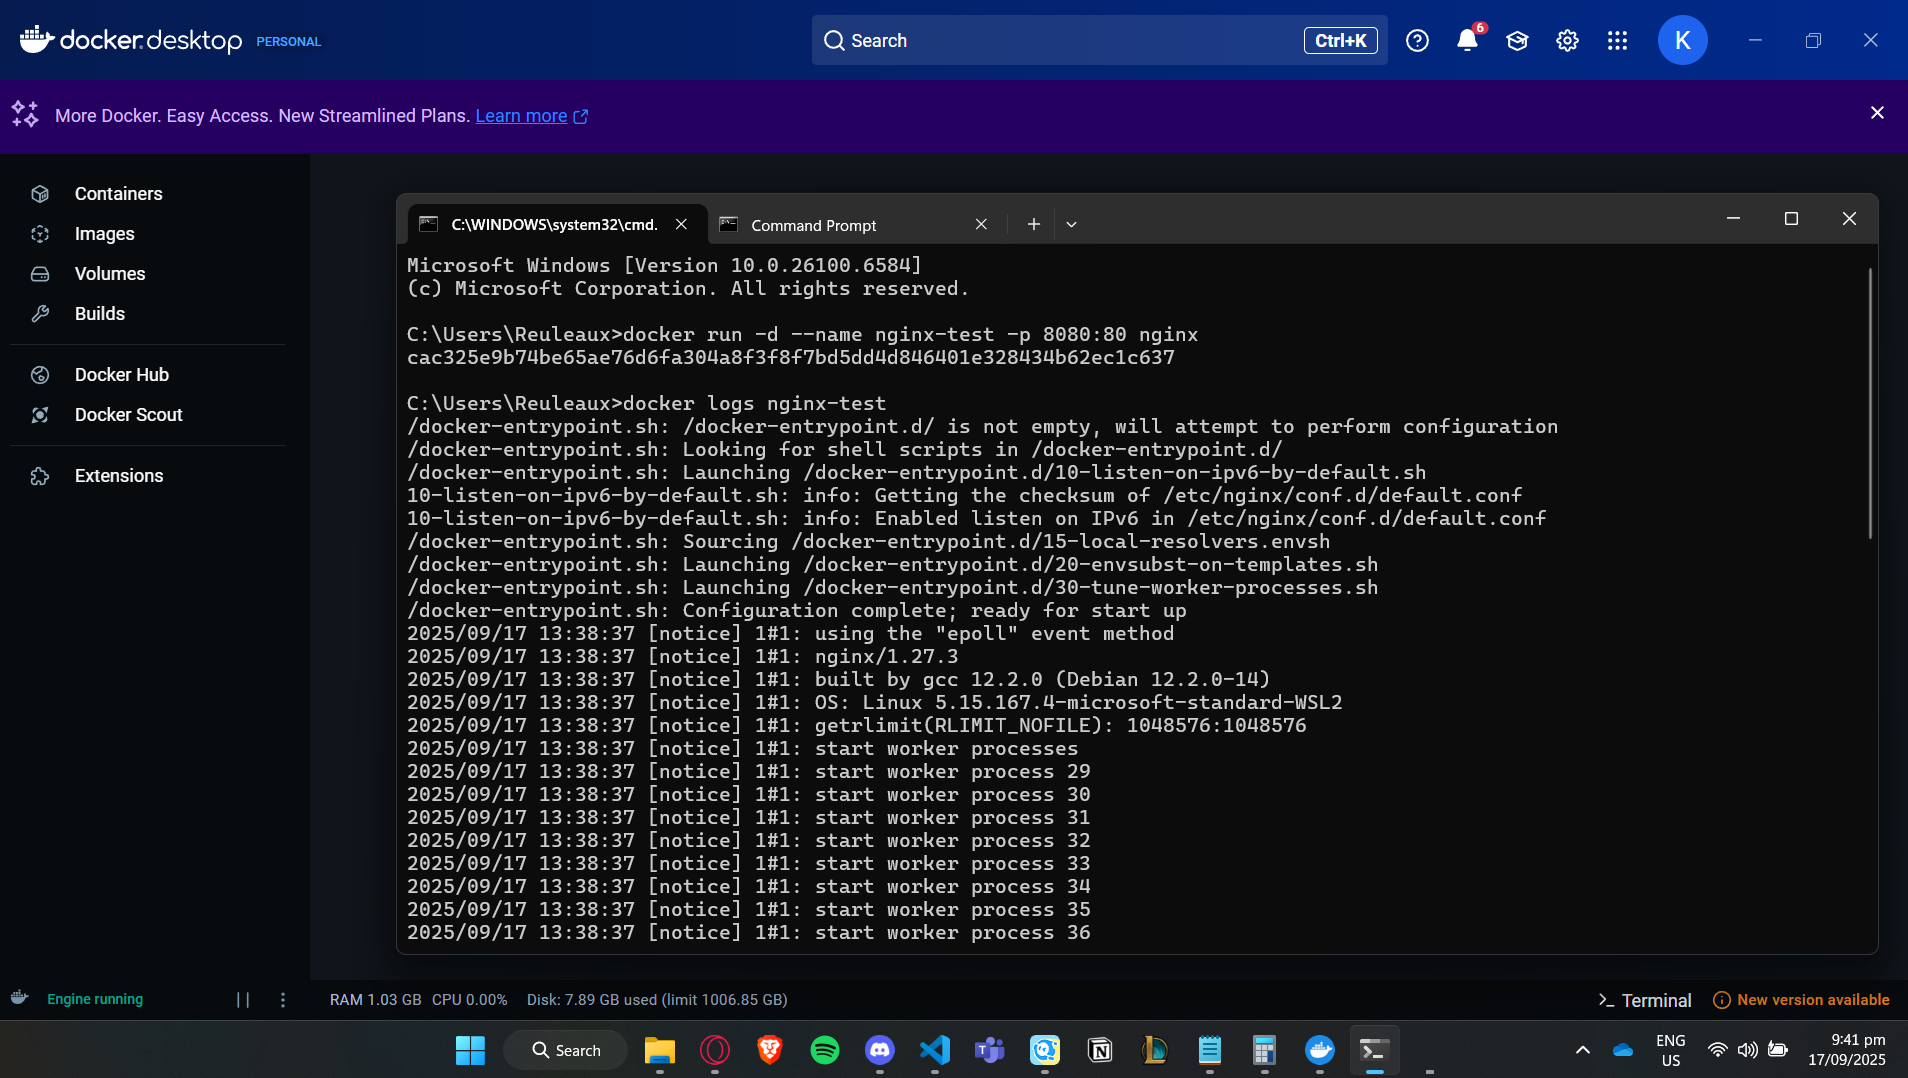 docker.desktop PERSONAL
Search Ctrl+K
6
K
More Docker. Easy Access. New Streamlined Plans. Learn more
Containers
Images
Volumes
Builds
Docker Hub
Docker Scout
Extensions
C:\WINDOWS\system32\cmd. Command Prompt
Microsoft Windows [Version 10.0.26100.6584]
(c) Microsoft Corporation. All rights reserved.
C:\Users\Reuleaux>docker run -d --name nginx-test -p 8080:80 nginx
cac325e9b74be65ae76d6fa304a8f3f8f7bd5dd4d846401e328434b62ec1c637
C:\Users\Reuleaux>docker logs nginx-test
/docker-entrypoint.sh: /docker-entrypoint.d/ is not empty, will attempt to perform configuration
/docker-entrypoint.sh: Looking for shell scripts in /docker-entrypoint.d/
/docker-entrypoint.sh: Launching /docker-entrypoint.d/10-listen-on-ipv6-by-default.sh
10-listen-on-ipv6-by-default.sh: info: Getting the checksum of /etc/nginx/conf.d/default.conf
10-listen-on-ipv6-by-default.sh: info: Enabled listen on IPv6 in /etc/nginx/conf.d/default.conf
/docker-entrypoint.sh: Sourcing /docker-entrypoint.d/15-local-resolvers.envsh
/docker-entrypoint.sh: Launching /docker-entrypoint.d/20-envsubst-on-templates.sh
/docker-entrypoint.sh: Launching /docker-entrypoint.d/30-tune-worker-processes.sh
/docker-entrypoint.sh: Configuration complete; ready for start up
2025/09/17 13:38:37 [notice] 1#1: using the "epoll" event method
2025/09/17 13:38:37 [notice] 1#1: nginx/1.27.3
2025/09/17 13:38:37 [notice] 1#1: built by gcc 12.2.0 (Debian 12.2.0-14)
2025/09/17 13:38:37 [notice] 1#1: OS: Linux 5.15.167.4-microsoft-standard-WSL2
2025/09/17 13:38:37 [notice] 1#1: getrlimit(RLIMIT_NOFILE): 1048576:1048576
2025/09/17 13:38:37 [notice] 1#1: start worker processes
2025/09/17 13:38:37 [notice] 1#1: start worker process 29
2025/09/17 13:38:37 [notice] 1#1: start worker process 30
2025/09/17 13:38:37 [notice] 1#1: start worker process 31
2025/09/17 13:38:37 [notice] 1#1: start worker process 32
2025/09/17 13:38:37 [notice] 1#1: start worker process 33
2025/09/17 13:38:37 [notice] 1#1: start worker process 34
2025/09/17 13:38:37 [notice] 1#1: start worker process 35
2025/09/17 13:38:37 [notice] 1#1: start worker process 36
Engine running
RAM 1.03 GB CPU 0.00% Disk: 7.89 GB used (limit 1006.85 GB)
Terminal
New version available
Search
ENG
US
9:41 pm
17/09/2025